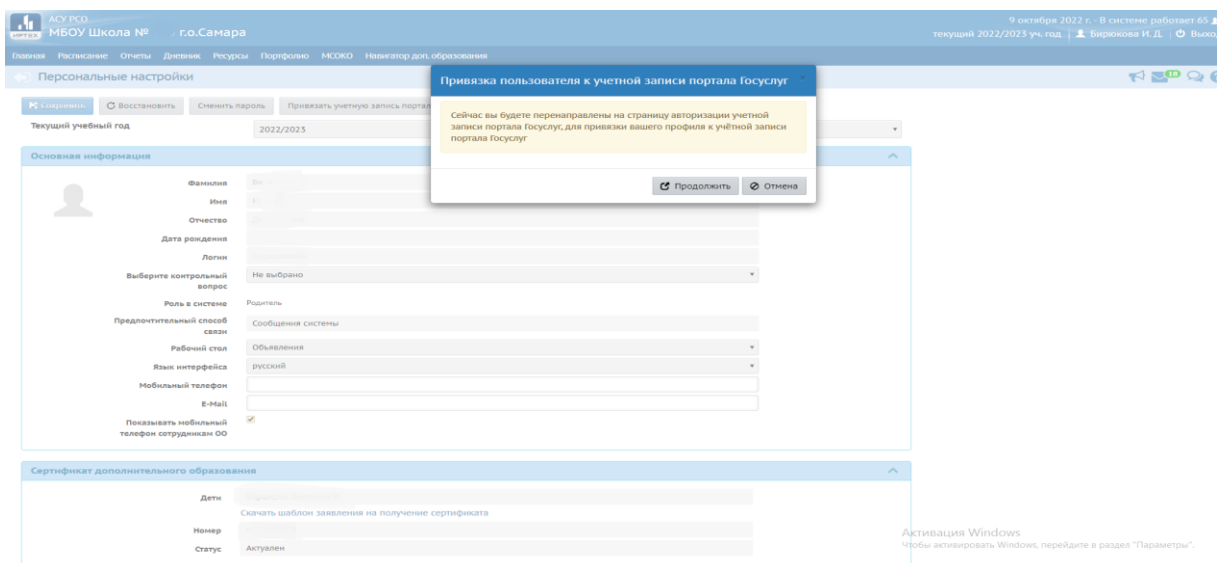 АСУ РСО
МБОУ Школа № г.о.Самара
9 октября 2022 г. - В системе работает 65
текущий 2022/2023 уч. год. Бирюкова И. Д. Выхо
Главная Расписание Отчеты Дневник Ресурсы Портфолио МСОКО Навигатор доп. образования
Персональные настройки
18
Привязка пользователя к учетной записи портала Госуслуг
Сейчас вы будете перенаправлены на страницу авторизации учетной
записи портала Госуслуг, для привязки вашего профиля к учётной записи
портала Госуслуг
Продолжить Отмена
Сохранить Восстановить Сменить пароль Привязать учетную запись портал
Текущий учебный год 2022/2023
Основная информация
Фамилия
Имя
Отчество
Дата рождения
Логин
Выберите контрольный
вопрос
Не выбрано
Роль в системе Родитель
Предпочтительный способ
связи
Сообщения системы
Рабочий стол Объявления
Язык интерфейса русский
Мобильный телефон
E-Mail
Показывать мобильный
телефон сотрудникам ОО
Сертификат дополнительного образования
Дети
Скачать шаблон заявления на получение сертификата
Номер
Статус Актуален
Активация Windows
Чтобы активировать Windows, перейдите в раздел "Параметры".